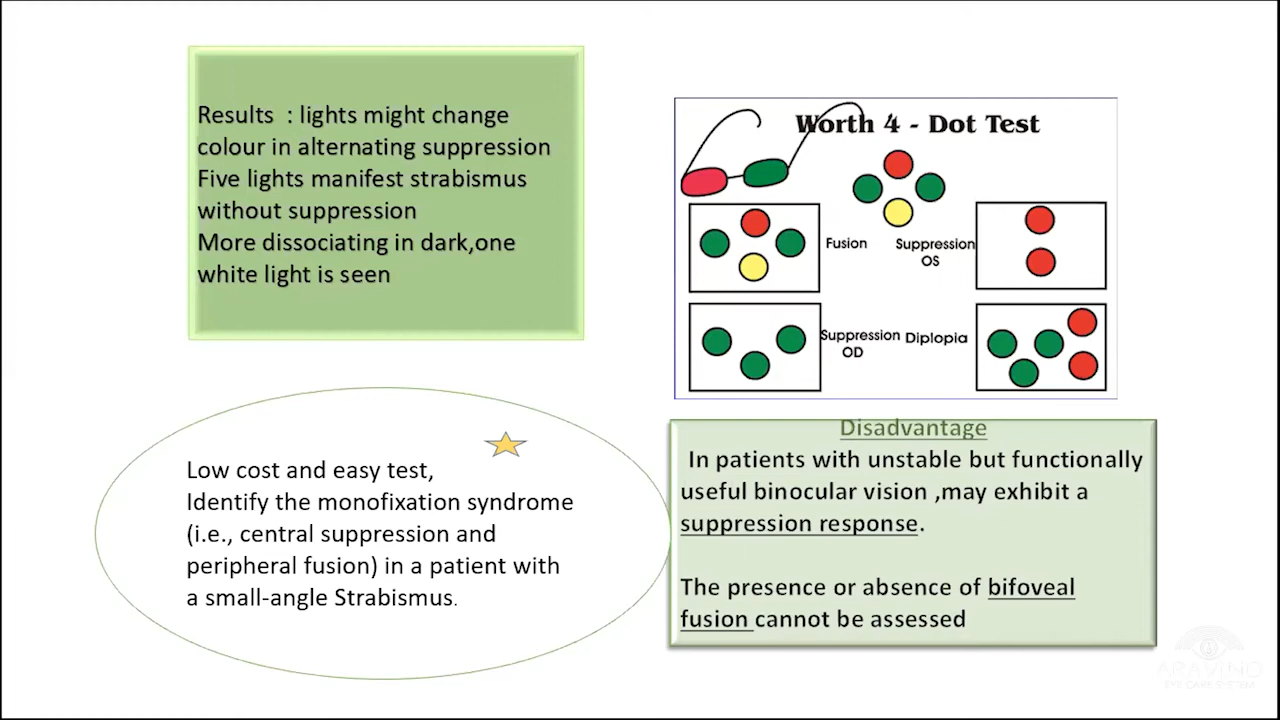 Results : lights might change
colour in alternating suppression
Five lights manifest strabismus
without suppression
More dissociating in dark,one
white light is seen
Worth 4 - Dot Test
Fusion
Suppression
OS
Suppression
OD
Diplopia
Low cost and easy test,
Identify the monofixation syndrome
(i.e., central suppression and
peripheral fusion) in a patient with
a small-angle Strabismus.
Disadvantage
In patients with unstable but functionally
useful binocular vision ,may exhibit a
suppression response.
The presence or absence of bifoveal
fusion cannot be assessed
ARAVIND
EYE CARE SYSTEM